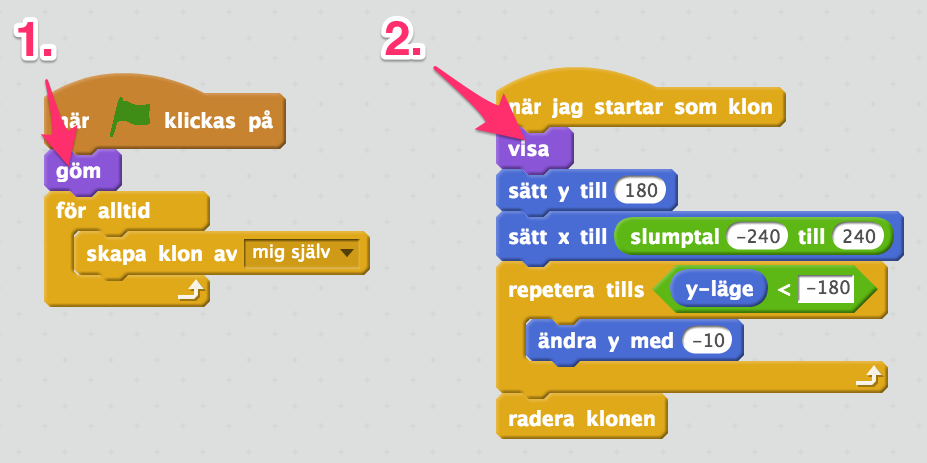 1.
när klickas på
göm
för alltid
skapa klon av mig själv
2.
när jag startar som klon
visa
sätt y till 180
sätt x till slumptal -240 till 240
repetera tills y-läge < -180
ändra y med -10
radera klonen